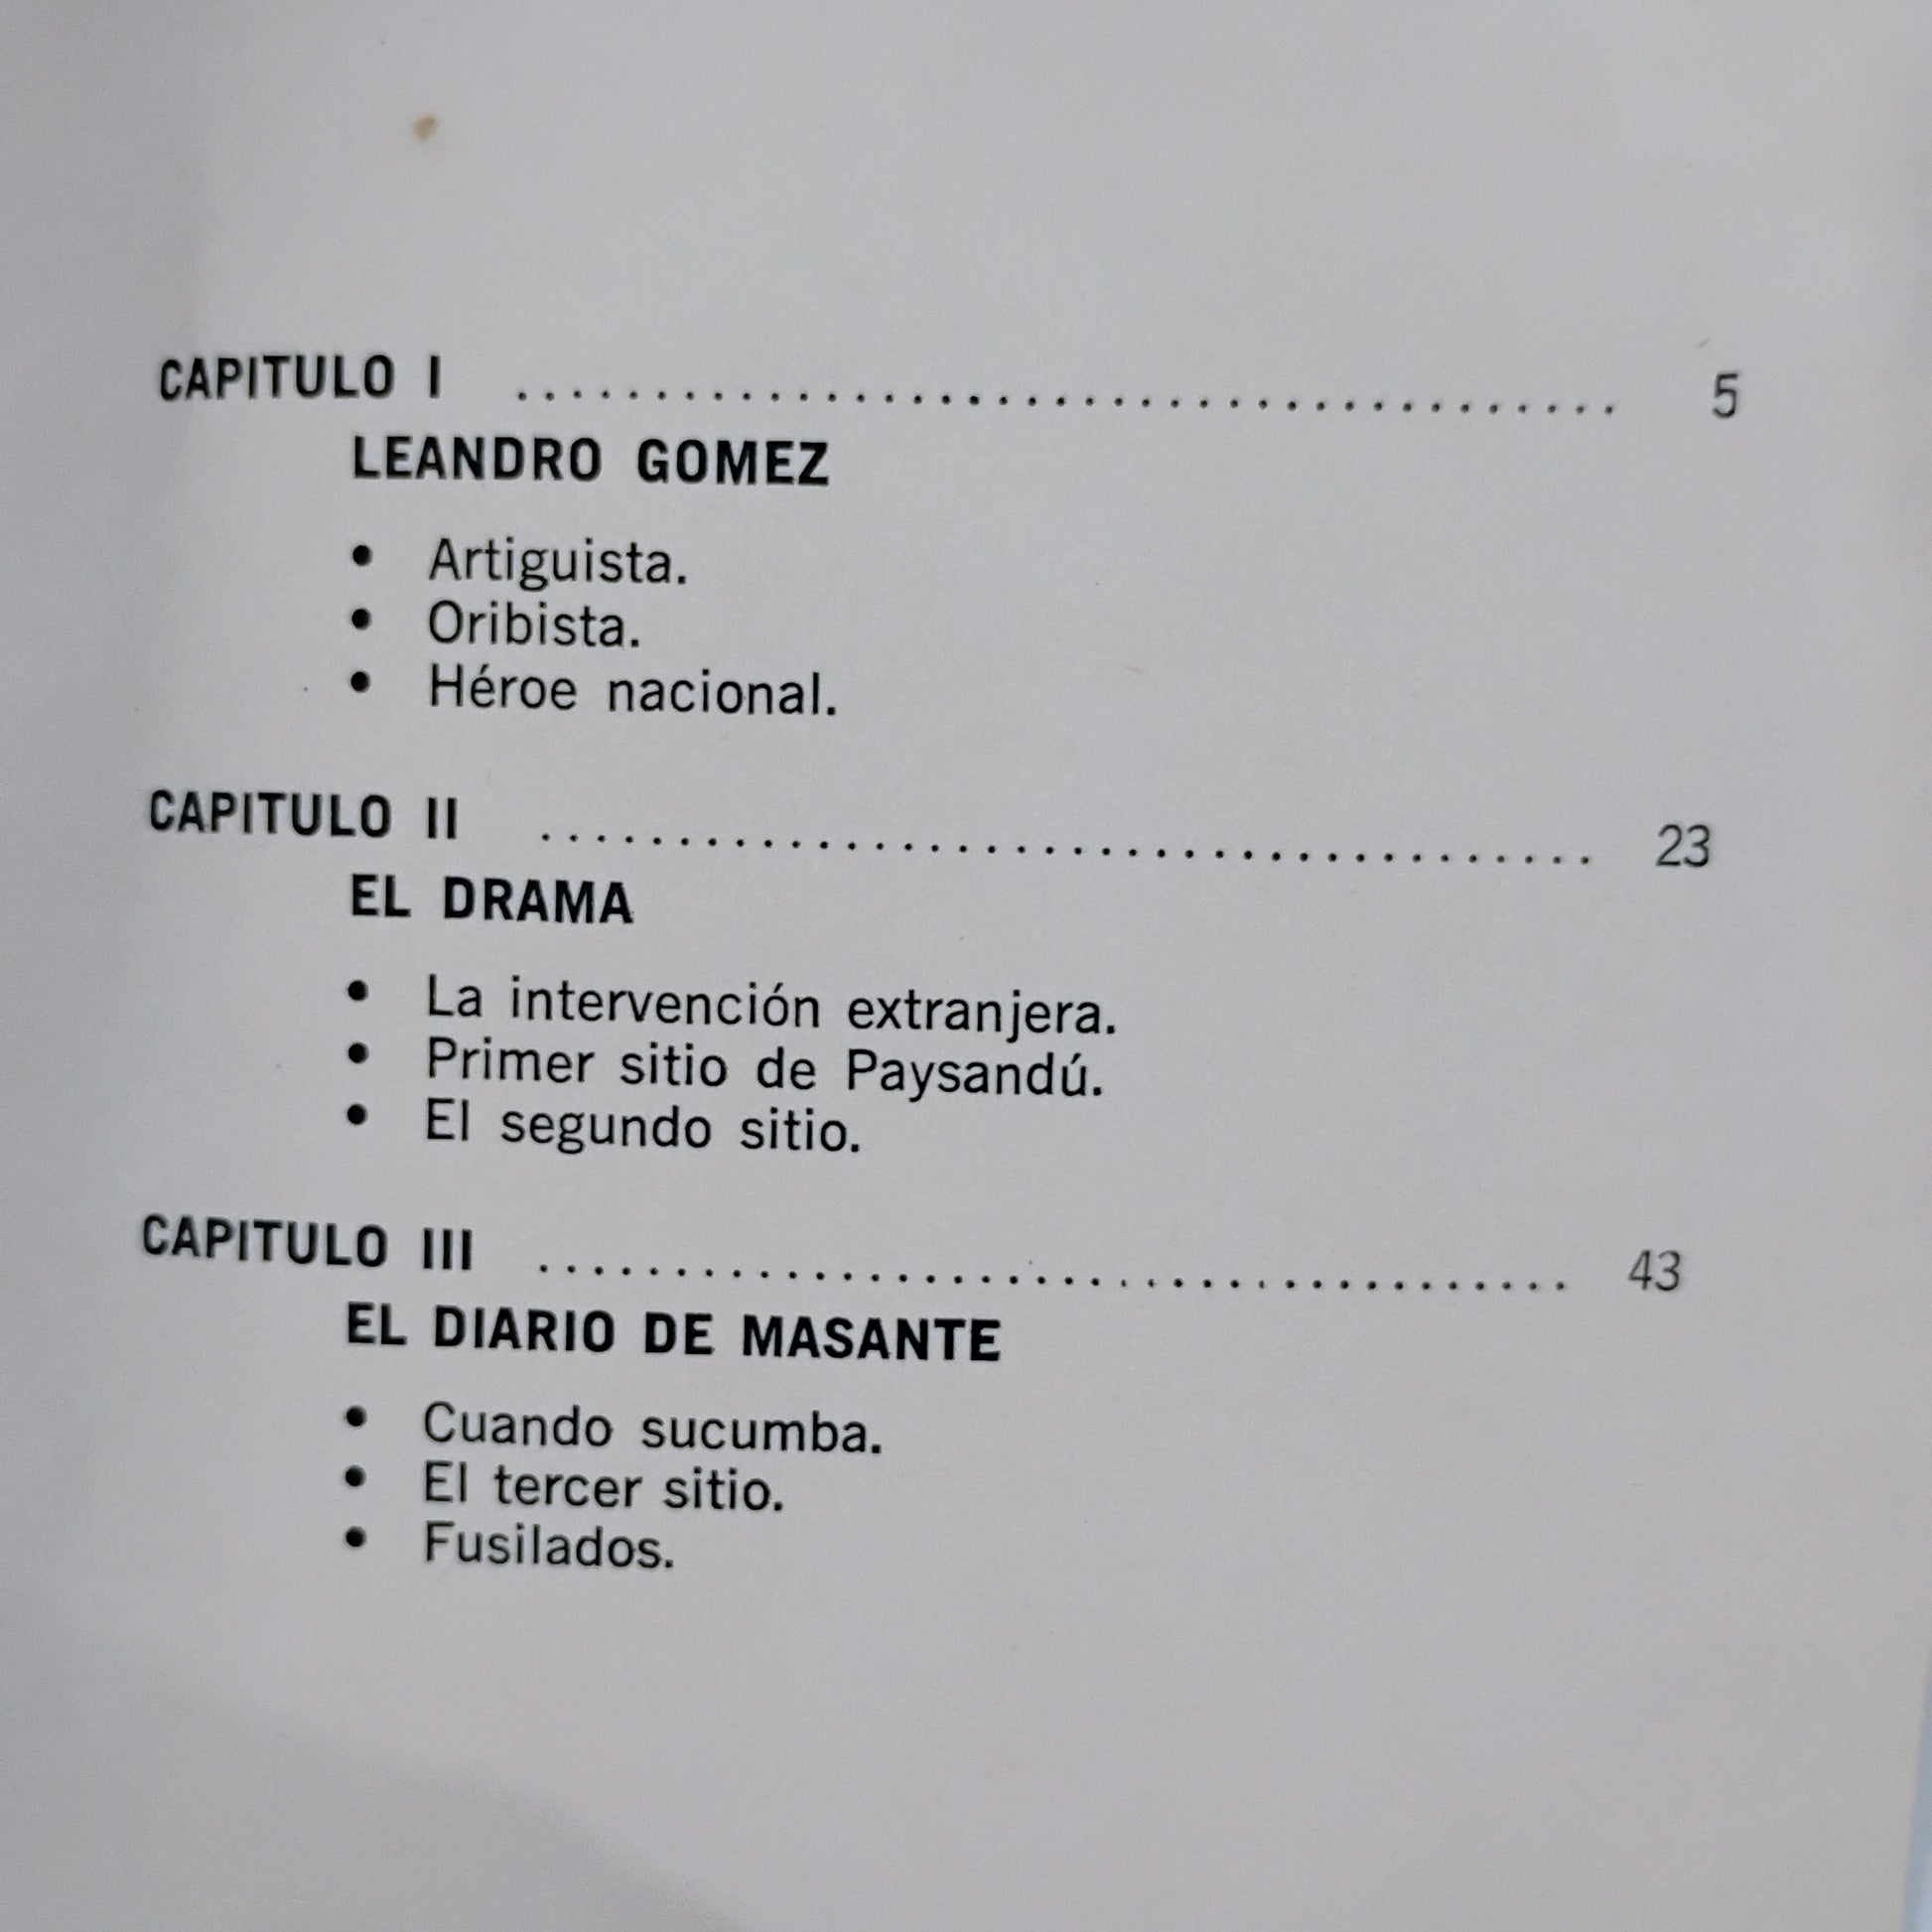 CAPITULO I ....................................... 5
LEANDRO GOMEZ
• Artiguista.
• Oribista.
• Héroe nacional.
CAPITULO II ...................................... 23
EL DRAMA
• La intervención extranjera.
• Primer sitio de Paysandú.
• El segundo sitio.
CAPITULO III ..................................... 43
EL DIARIO DE MASANTE
• Cuando sucumba.
• El tercer sitio.
• Fusilados.